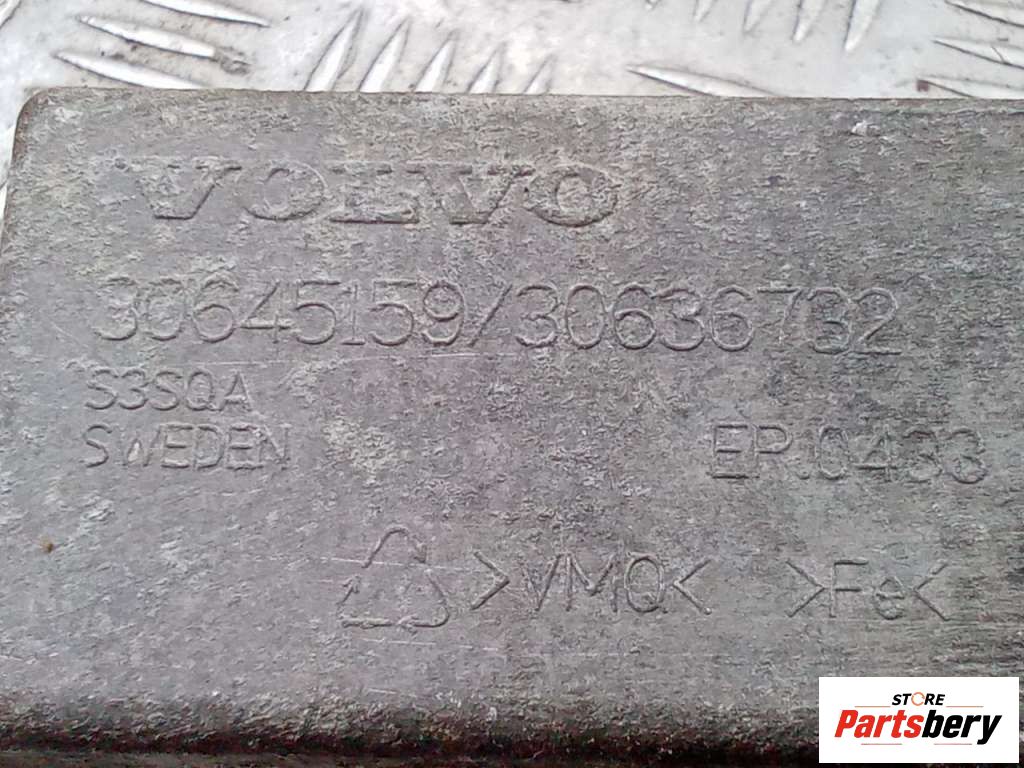 VOLVO
30645159/30636732
S3SQA
SWEDEN EP.0433
>VMQ< >Fe<
STORE
Partsbery